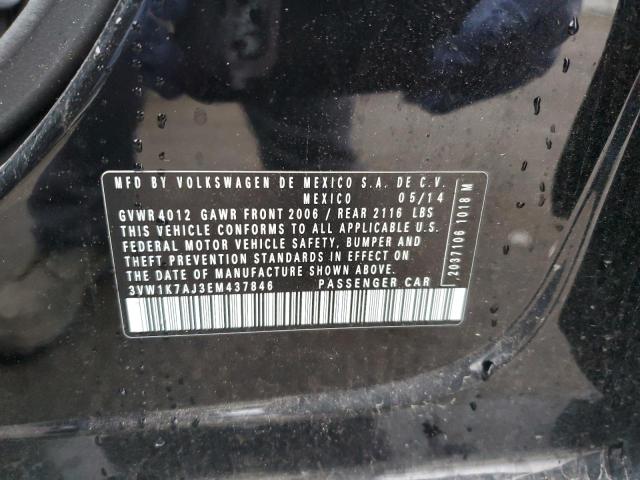 MFD BY VOLKSWAGEN DE MEXICO S.A. DE C.V.
MEXICO 05/14
GVWR 4012 GAWR FRONT 2006 / REAR 2116 LBS
THIS VEHICLE CONFORMS TO ALL APPLICABLE U.S.
FEDERAL MOTOR VEHICLE SAFETY, BUMPER AND
THEFT PREVENTION STANDARDS IN EFFECT ON
THE DATE OF MANUFACTURE SHOWN ABOVE.
3VW1K7AJ3EM437846 PASSENGER CAR
2037106 1018 M